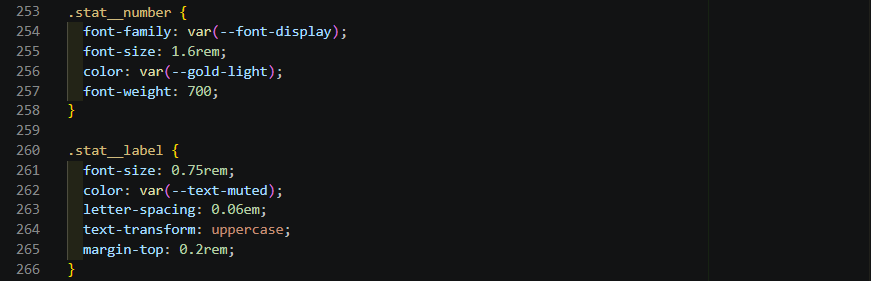 253 .stat__number {
254   font-family: var(--font-display);
255   font-size: 1.6rem;
256   color: var(--gold-light);
257   font-weight: 700;
258 }
259
260 .stat__label {
261   font-size: 0.75rem;
262   color: var(--text-muted);
263   letter-spacing: 0.06em;
264   text-transform: uppercase;
265   margin-top: 0.2rem;
266 }